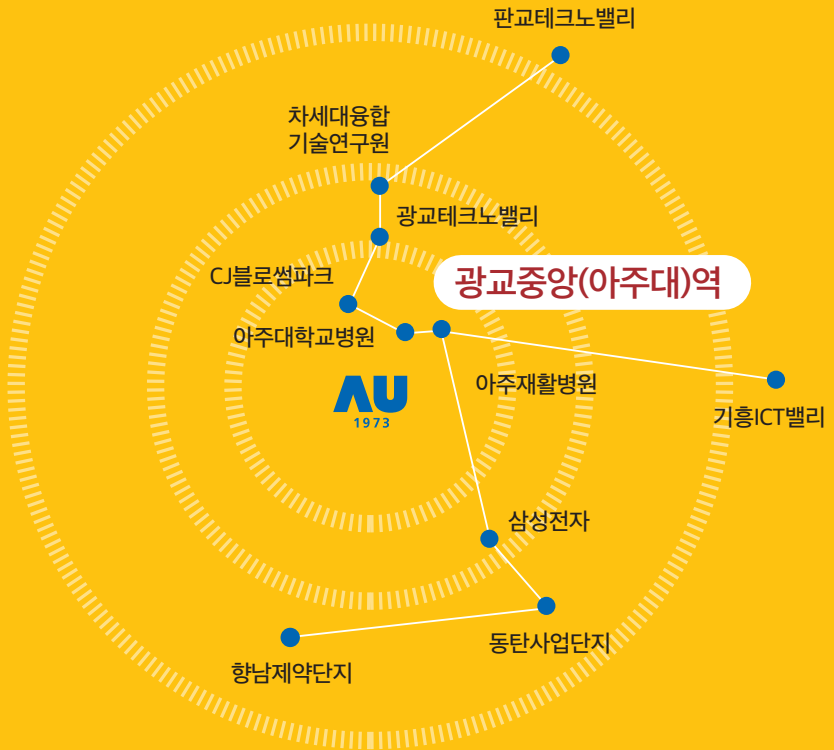 판교테크노밸리
차세대융합
기술연구원
광교테크노밸리
CJ블로썸파크
광교중앙(아주대)역
아주대학교병원
아주재활병원
AU
1973
기흥ICT밸리
삼성전자
동탄사업단지
향남제약단지